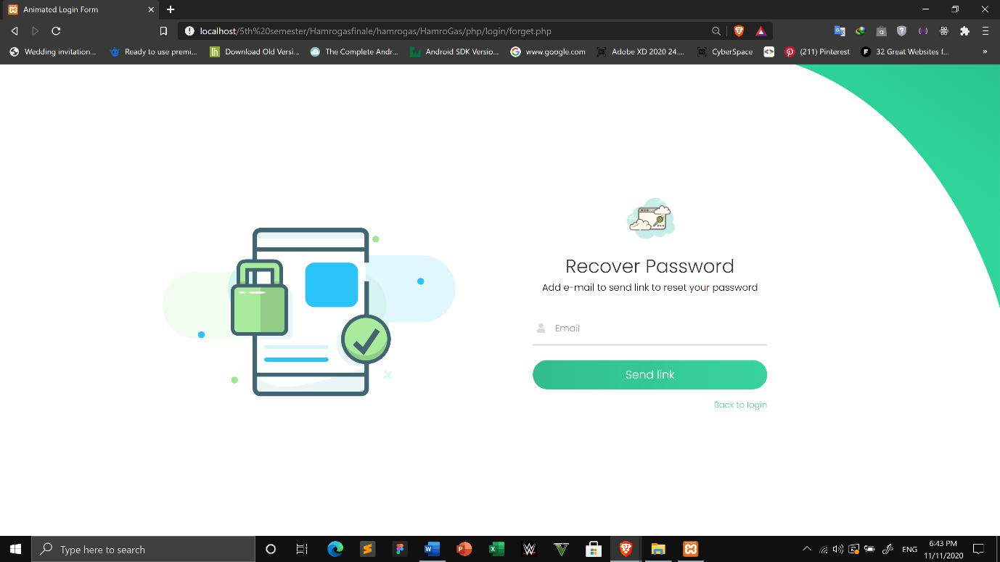 Animated Login Form
localhost/5th%20semester/Hamrogasfinale/hamrogas/HamroGas/php/login/forget.php
Wedding invitation... Ready to use premi... Download Old Versi... The Complete Andr... Android SDK Versio... www.google.com Adobe XD 2020 24.... CyberSpace (211) Pinterest 32 Great Websites f... »
Recover Password
Add e-mail to send link to reset your password
Email
Send link
Back to login
Type here to search
ENG
6:43 PM
11/11/2020